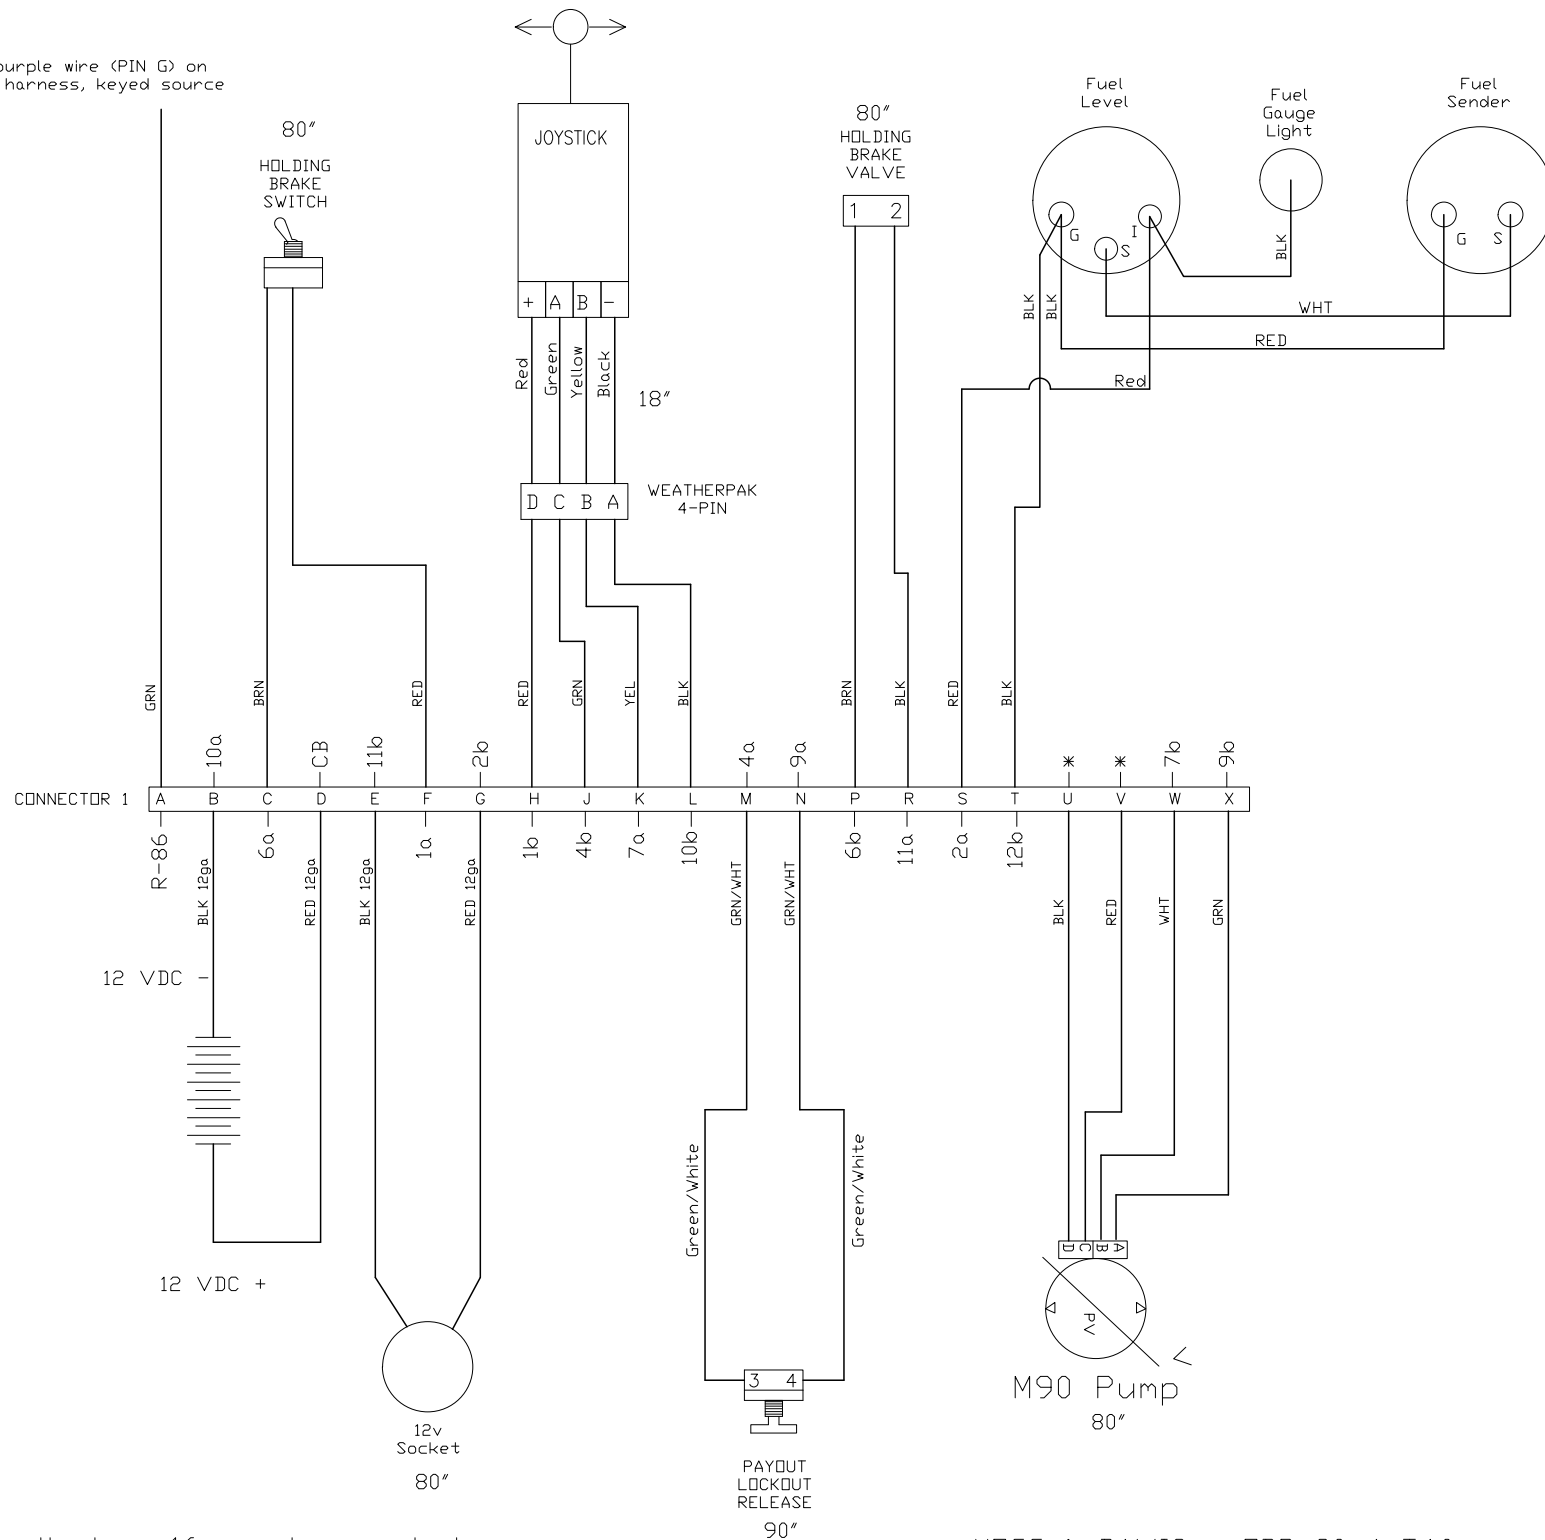 purple wire (PIN G) on
harness, keyed source
80"
HOLDING
BRAKE
SWITCH
JOYSTICK
+ A B -
Red
Green
Yellow
Black
18"
D C B A
WEATHERPAK
4-PIN
80"
HOLDING
BRAKE
VALVE
1 2
Fuel
Level
G
S
I
Fuel
Gauge
Light
BLK
Fuel
Sender
G S
BLK
BLK
WHT
RED
Red
GRN
BRN
RED
RED
GRN
YEL
BLK
BRN
BLK
RED
BLK
10a
CB
11b
2b
4a
9a
*
*
7b
9b
CONNECTOR 1
A B C D E F G H J K L M N P R S T U V W X
R-86
6a
1a
1b
4b
7a
10b
6b
11a
2a
12b
BLK 12ga
RED 12ga
BLK 12ga
RED 12ga
GRN/WHT
GRN/WHT
BLK
RED
WHT
GRN
12 VDC -
12 VDC +
12v
Socket
80"
Green/White
Green/White
3 4
PAYOUT
LOCKOUT
RELEASE
90"
D C B A
PV
M90 Pump
80"